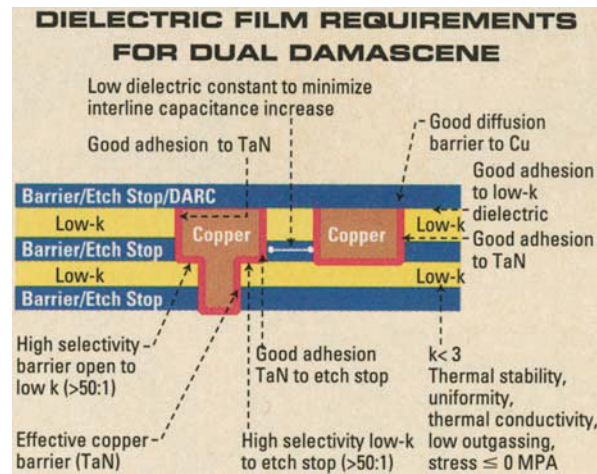 DIELECTRIC FILM REQUIREMENTS
FOR DUAL DAMASCENE
Low dielectric constant to minimize
interline capacitance increase
Good adhesion to TaN
Good diffusion
barrier to Cu
Good adhesion
to low-k
dielectric
Good adhesion
to TaN
Barrier/Etch Stop/DARC
Low-k
Copper
Copper
Low-k
Barrier/Etch Stop
Low-k
Low-k
Barrier/Etch Stop
High selectivity
barrier open to
low k (>50:1)
Effective copper
barrier (TaN)
Good adhesion
TaN to etch stop
High selectivity low-k
to etch stop (>50:1)
k< 3
Thermal stability,
uniformity,
thermal conductivity,
low outgassing,
stress ≤ 0 MPA